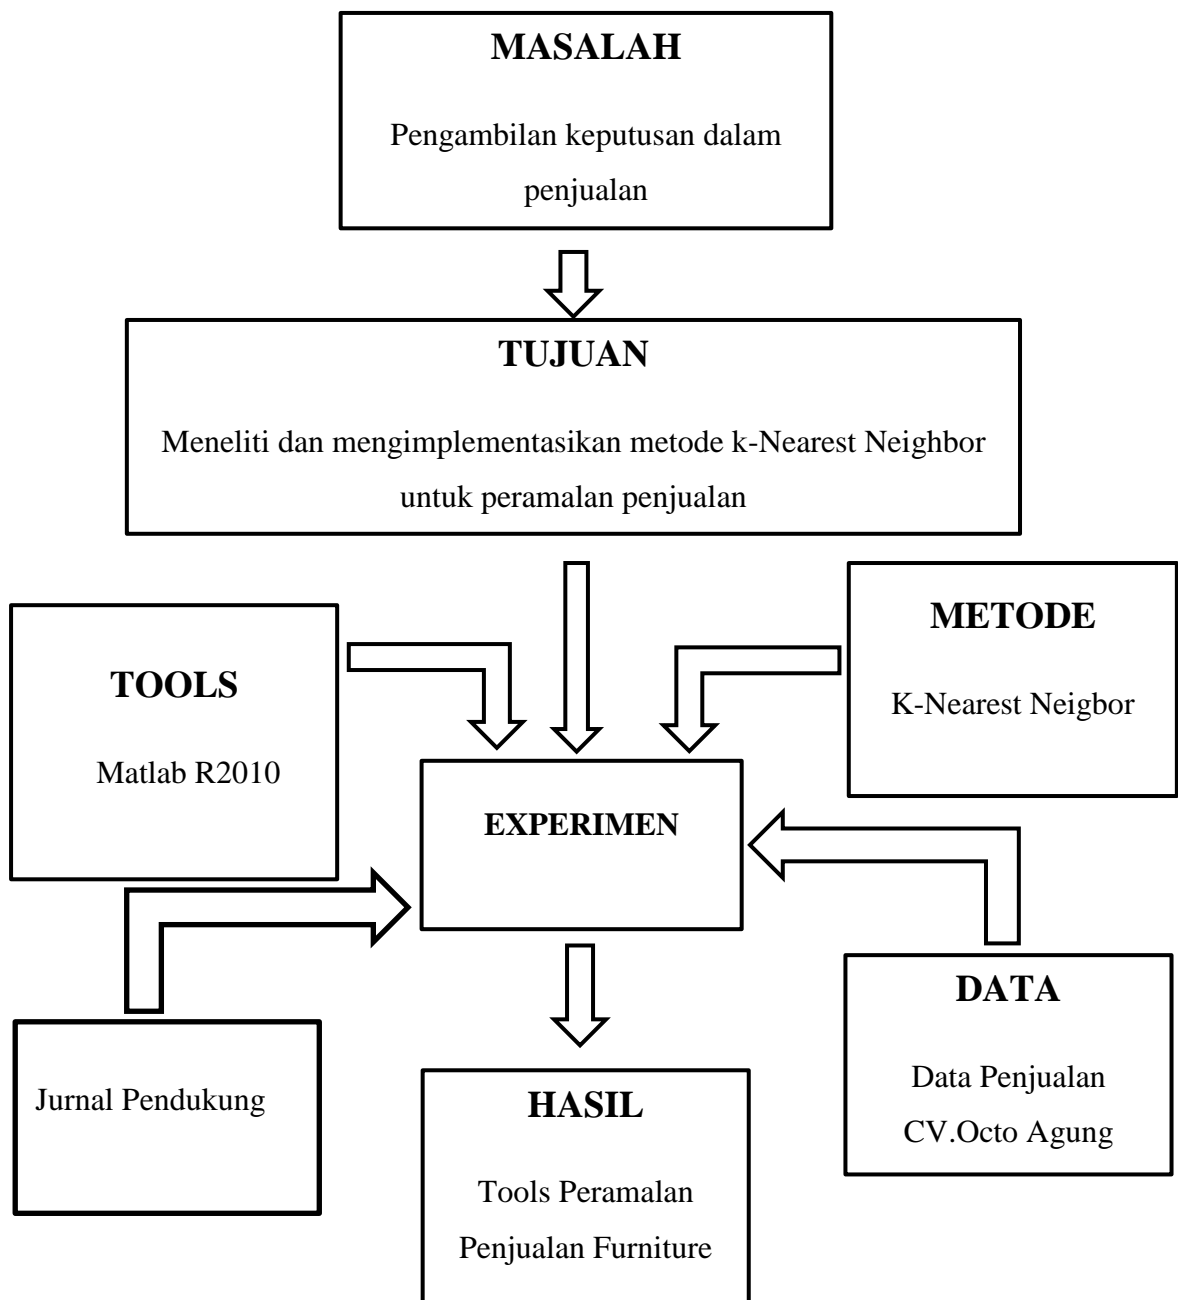 MASALAH
Pengambilan keputusan dalam
penjualan
TUJUAN
Meneliti dan mengimplementasikan metode k-Nearest Neighbor
untuk peramalan penjualan
METODE
K-Nearest Neigbor
TOOLS
Matlab R2010
EXPERIMEN
DATA
Data Penjualan
CV.Octo Agung
Jurnal Pendukung
HASIL
Tools Peramalan
Penjualan Furniture